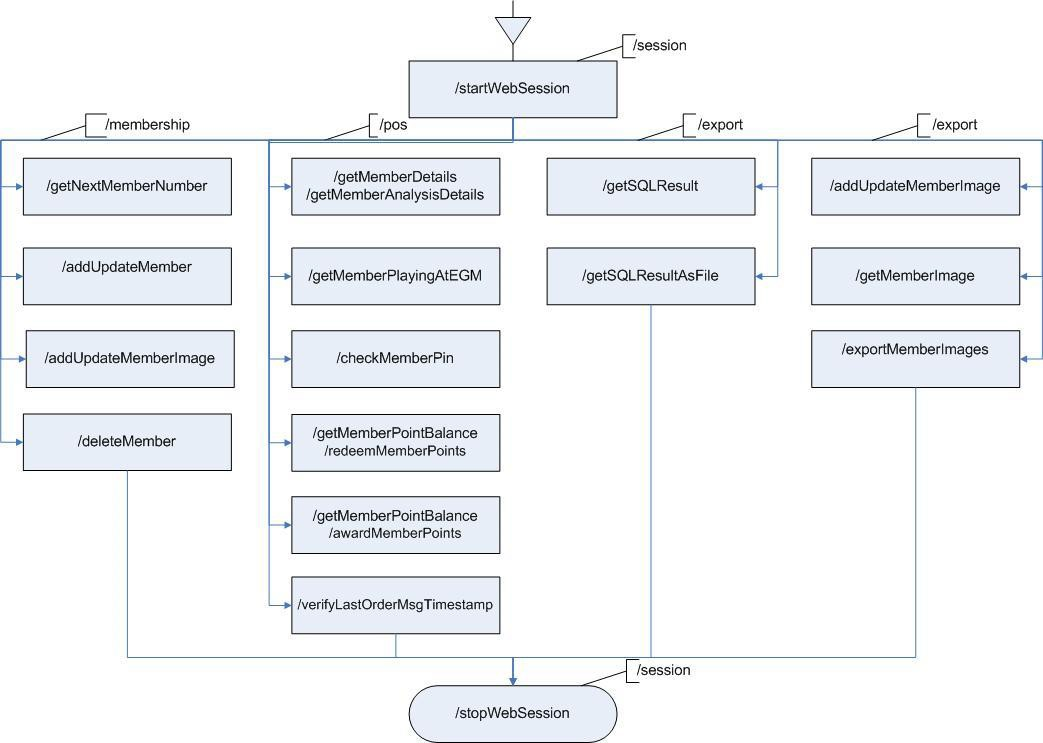 /session
/startWebSession
/membership
/pos
/export
/export
/getNextMemberNumber
/getMemberDetails
/getMemberAnalysisDetails
/getSQLResult
/addUpdateMemberImage
/addUpdateMember
/getMemberPlayingAtEGM
/getSQLResultAsFile
/getMemberImage
/addUpdateMemberImage
/checkMemberPin
/exportMemberImages
/deleteMember
/getMemberPointBalance
/redeemMemberPoints
/getMemberPointBalance
/awardMemberPoints
/verifyLastOrderMsgTimestamp
/session
/stopWebSession